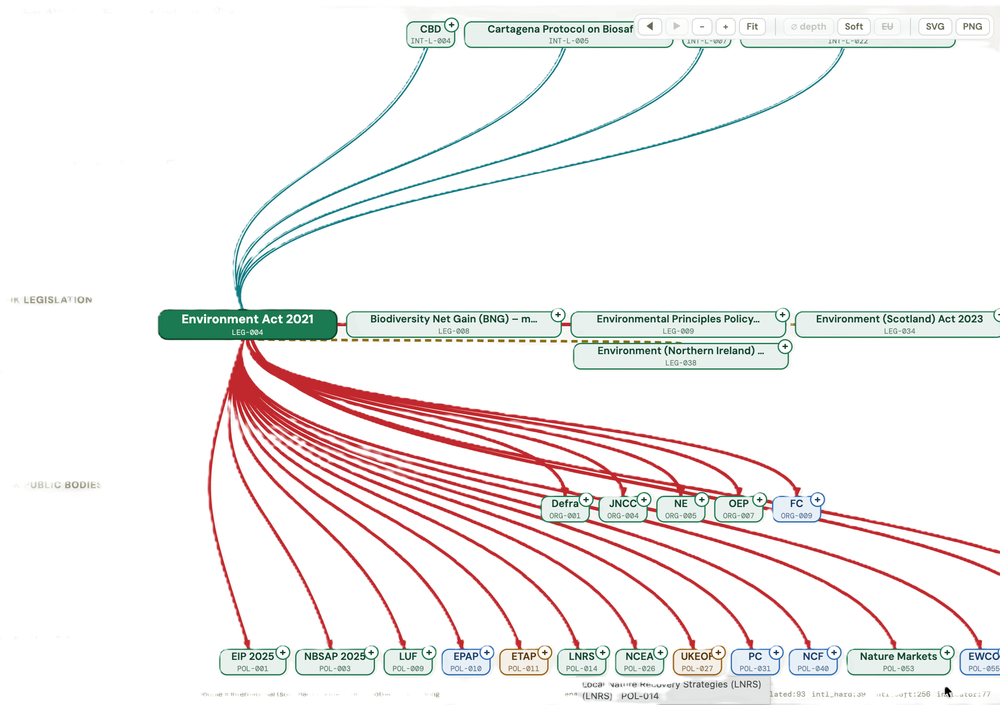 CBD
INT-L-004
Cartagena Protocol on Biosaf
INT-L-005
INT-L-007
INT-L-022
- + Fit ∅ depth Soft EU SVG PNG
UK LEGISLATION
Environment Act 2021
LEG-004
Biodiversity Net Gain (BNG) – m...
LEG-008
Environmental Principles Policy...
LEG-009
Environment (Scotland) Act 2023
LEG-034
Environment (Northern Ireland) ...
LEG-038
PUBLIC BODIES
Defra
ORG-001
JNCC
ORG-004
NE
ORG-005
OEP
ORG-007
FC
ORG-009
EIP 2025
POL-001
NBSAP 2025
POL-003
LUF
POL-009
EPAP
POL-010
ETAP
POL-011
LNRS
POL-014
NCEA
POL-026
UKEOF
POL-027
PC
POL-031
NCF
POL-040
Nature Markets
POL-053
EWCO
POL-055
Local Nature Recovery Strategies (LNRS)
(LNRS) POL-014
lated:93 intl_hard:39 intl_soft:256 indicator:77